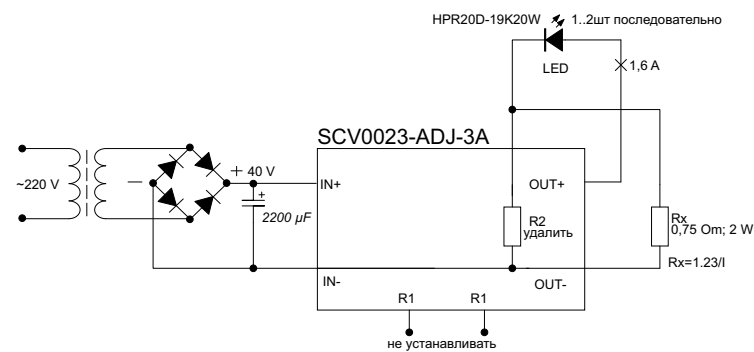 HPR20D-19K20W 1..2шт последовательно
LED
1,6 A
SCV0023-ADJ-3A
~220 V
+ 40 V
IN+
OUT+
2200 µF
R2
удалить
Rx
0,75 Om; 2 W
Rx=1.23/I
IN-
OUT-
R1
R1
не устанавливать